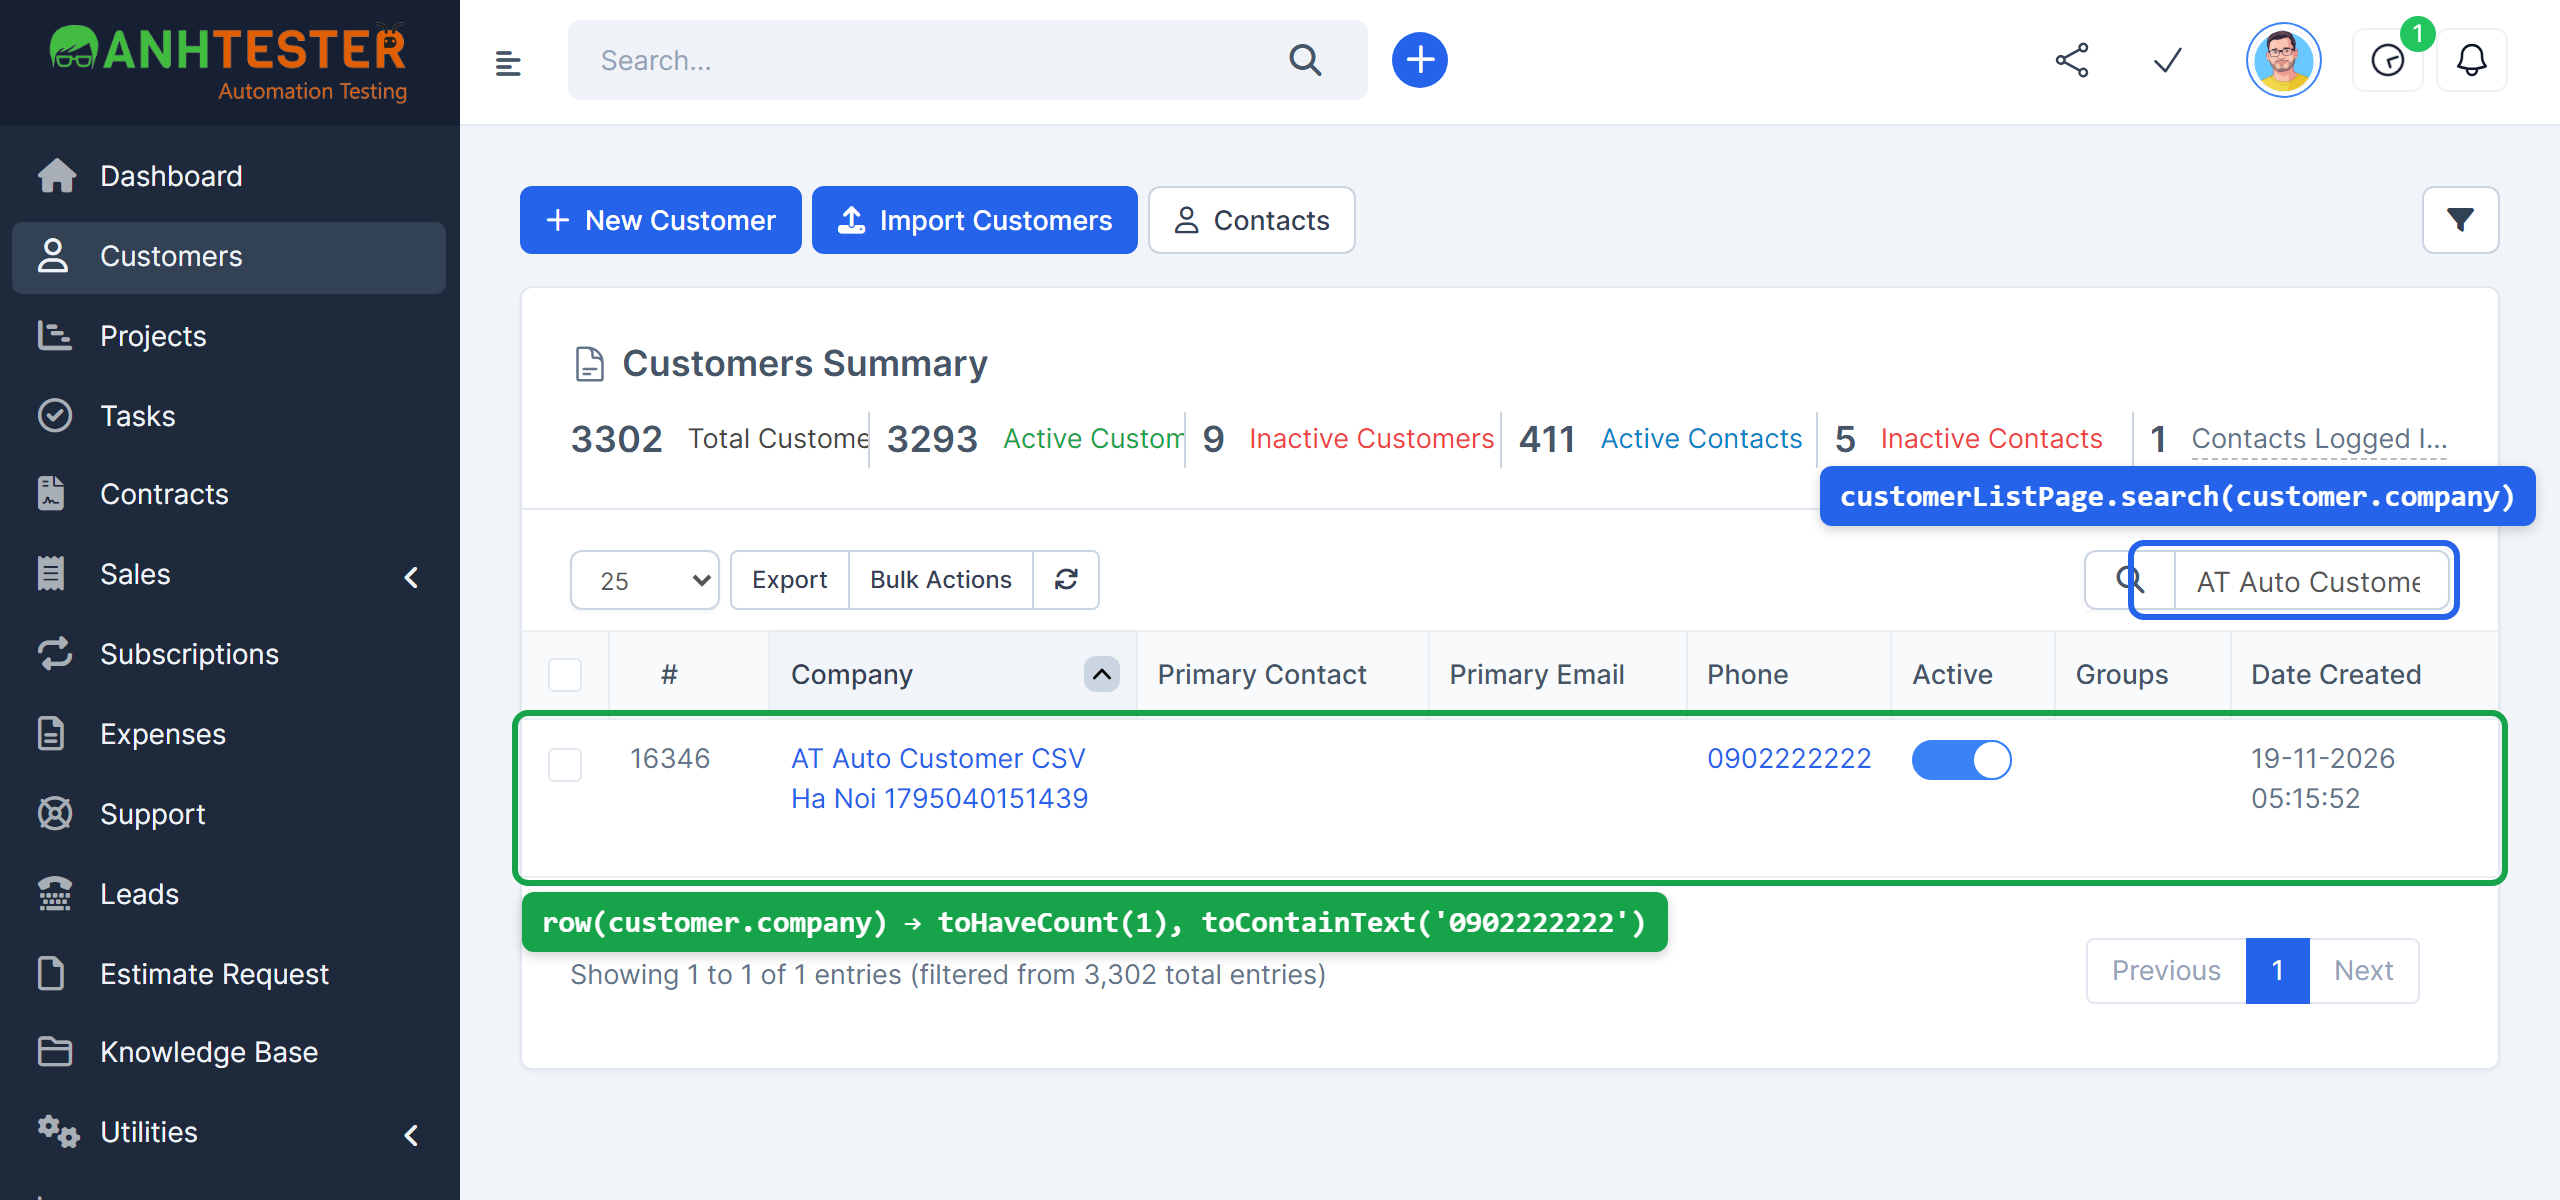 ANHTESTER
Automation Testing
Search...
1
Dashboard
Customers
Projects
Tasks
Contracts
Sales
Subscriptions
Expenses
Support
Leads
Estimate Request
Knowledge Base
Utilities
New Customer
Import Customers
Contacts
Customers Summary
3302 Total Custome
3293 Active Custom
9 Inactive Customers
411 Active Contacts
5 Inactive Contacts
1 Contacts Logged I...
customerListPage.search(customer.company)
25
Export
Bulk Actions
AT Auto Custome
# Company Primary Contact Primary Email Phone Active Groups Date Created
16346 AT Auto Customer CSV 0902222222 19-11-2026
Ha Noi 1795040151439 05:15:52
row(customer.company) → toHaveCount(1), toContainText('0902222222')
Showing 1 to 1 of 1 entries (filtered from 3,302 total entries)
Previous 1 Next